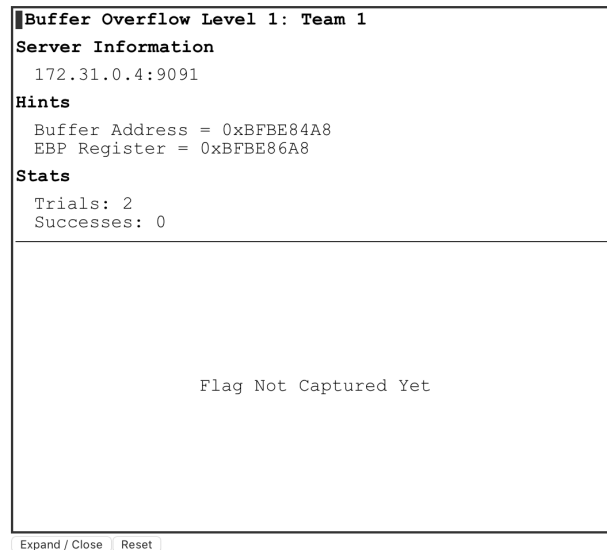 Buffer Overflow Level 1: Team 1
Server Information
172.31.0.4:9091
Hints
Buffer Address = 0xBFBE84A8
EBP Register = 0xBFBE86A8
Stats
Trials: 2
Successes: 0
Flag Not Captured Yet
Expand / Close Reset